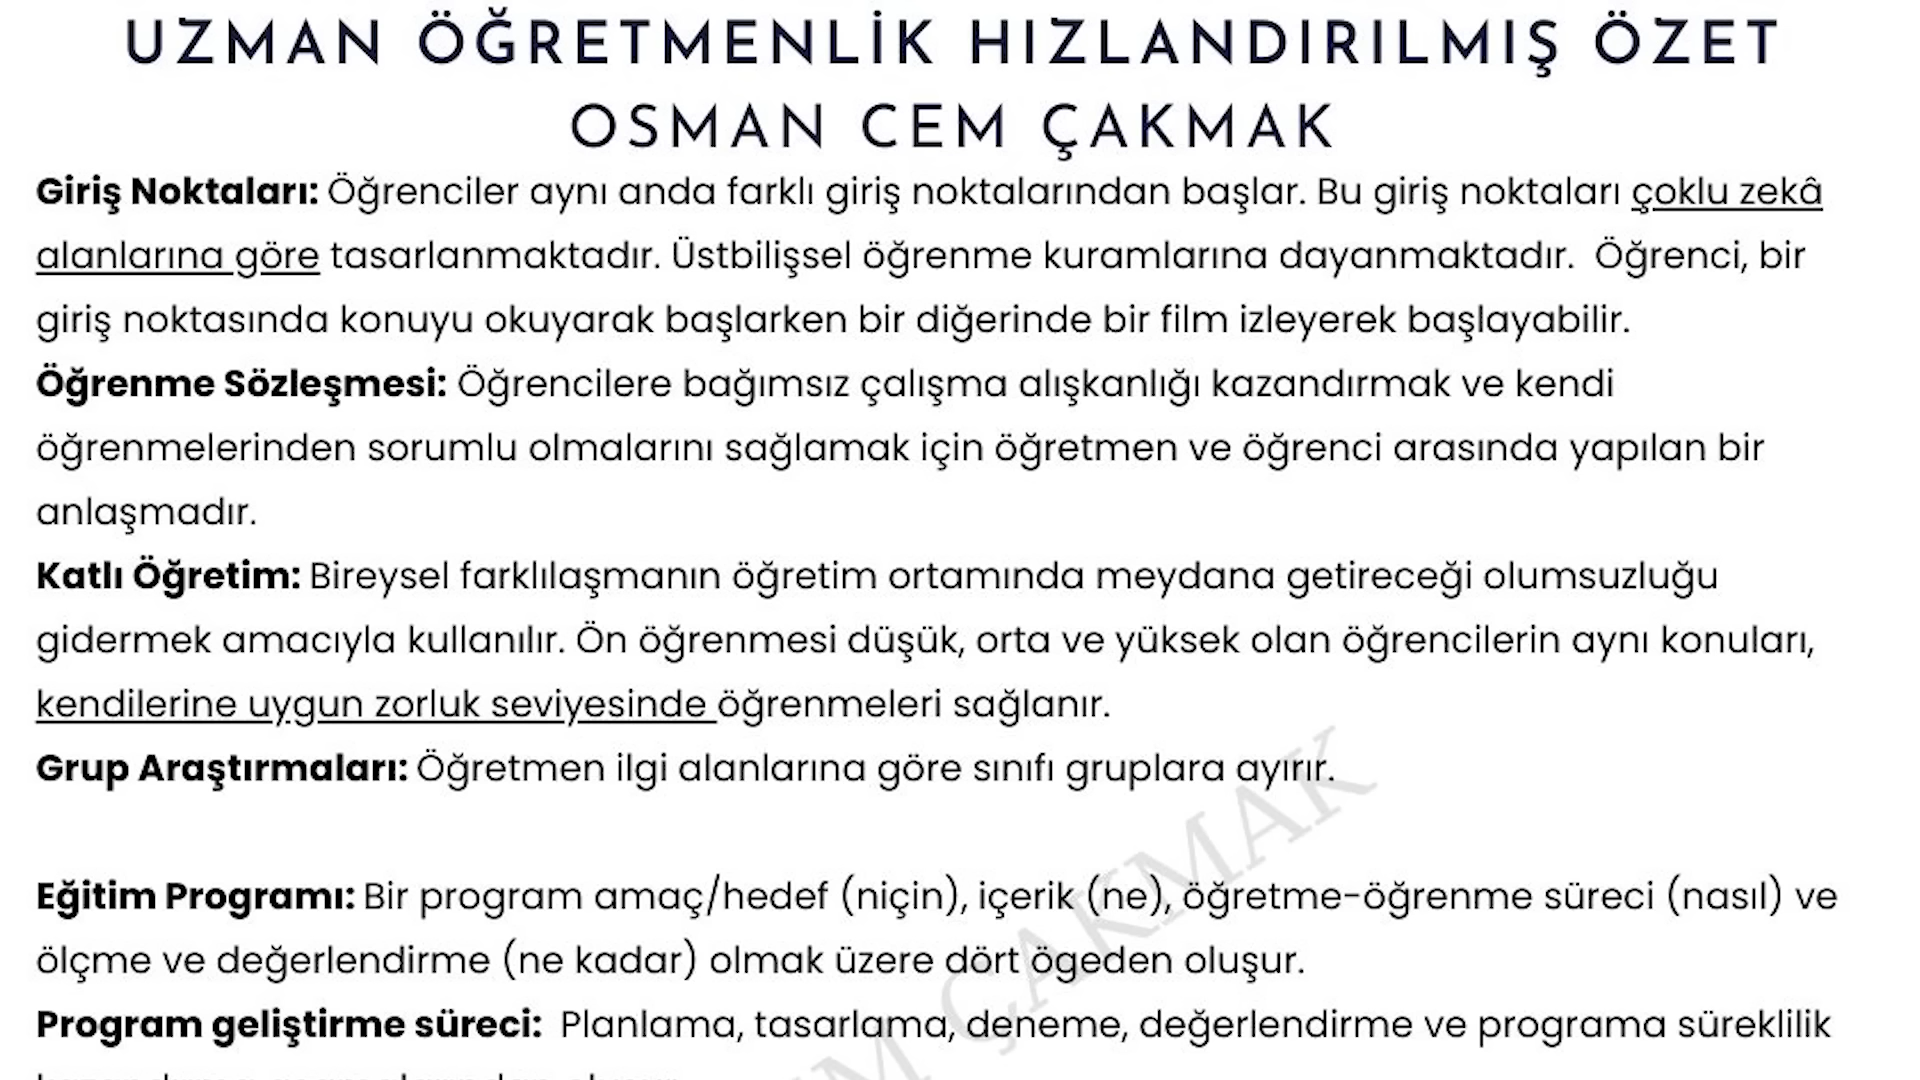 UZMAN ÖĞRETMENLİK HIZLANDIRILMIŞ ÖZET
OSMAN CEM ÇAKMAK
Giriş Noktaları: Öğrenciler aynı anda farklı giriş noktalarından başlar. Bu giriş noktaları çoklu zekâ
alanlarına göre tasarlanmaktadır. Üstbilişsel öğrenme kuramlarına dayanmaktadır. Öğrenci, bir
giriş noktasında konuyu okuyarak başlarken bir diğerinde bir film izleyerek başlayabilir.
Öğrenme Sözleşmesi: Öğrencilere bağımsız çalışma alışkanlığı kazandırmak ve kendi
öğrenmelerinden sorumlu olmalarını sağlamak için öğretmen ve öğrenci arasında yapılan bir
anlaşmadır.
Katlı Öğretim: Bireysel farklılaşmanın öğretim ortamında meydana getireceği olumsuzluğu
gidermek amacıyla kullanılır. Ön öğrenmesi düşük, orta ve yüksek olan öğrencilerin aynı konuları,
kendilerine uygun zorluk seviyesinde öğrenmeleri sağlanır.
Grup Araştırmaları: Öğretmen ilgi alanlarına göre sınıfı gruplara ayırır.
Eğitim Programı: Bir program amaç/hedef (niçin), içerik (ne), öğretme-öğrenme süreci (nasıl) ve
ölçme ve değerlendirme (ne kadar) olmak üzere dört ögeden oluşur.
Program geliştirme süreci: Planlama, tasarlama, deneme, değerlendirme ve programa süreklilik
ÇAKMAK